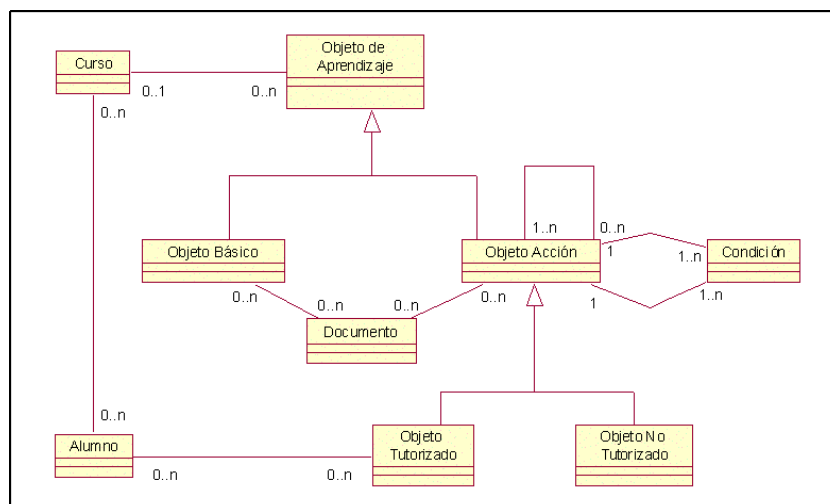 Objeto de
Aprendizaje
Curso
0..1
0..n
0..n
1..n
0..n
Objeto Básico
Objeto Acción
1
1..n
Condición
0..n
0..n
0..n
0..n
1
1..n
Documento
0..n
Alumno
0..n
0..n
Objeto
Tutorizado
Objeto No
Tutorizado